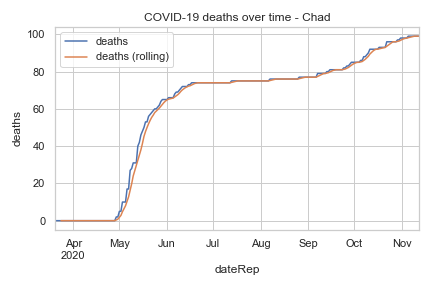 COVID-19 deaths over time - Chad
deaths
deaths (rolling)
100
80
60
40
20
0
deaths
Apr May Jun Jul Aug Sep Oct Nov
2020
dateRep